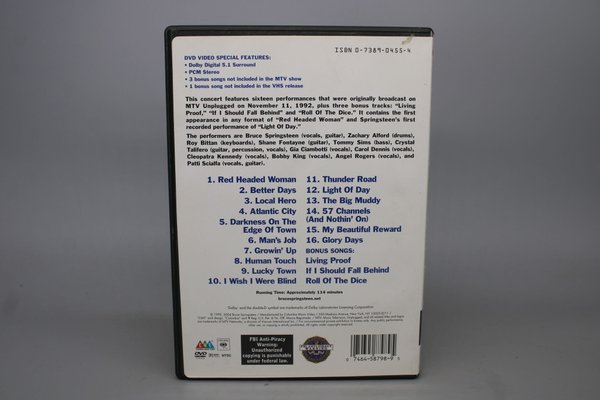 ISBN 0-7389-0455-4
DVD VIDEO SPECIAL FEATURES:
• Dolby Digital 5.1 Surround
• PCM Stereo
• 3 bonus songs not included in the MTV show
• 1 bonus song not included in the VHS release
This concert features sixteen performances that were originally broadcast on
MTV Unplugged on November 11, 1992, plus three bonus tracks: "Living
Proof," "If I Should Fall Behind" and "Roll Of The Dice." It contains the first
appearance in any format of "Red Headed Woman" and Springsteen's first
recorded performance of "Light Of Day."
The performers are Bruce Springsteen (vocals, guitar), Zachary Alford (drums),
Roy Bittan (keyboards), Shane Fontayne (guitar), Tommy Sims (bass), Crystal
Talifero (guitar, percussion, vocals), Gia Ciambotti (vocals), Carol Dennis (vocals),
Cleopatra Kennedy (vocals), Bobby King (vocals), Angel Rogers (vocals), and
Patti Scialfa (vocals, guitar).
1. Red Headed Woman
2. Better Days
3. Local Hero
4. Atlantic City
5. Darkness On The
Edge Of Town
6. Man's Job
7. Growin' Up
8. Human Touch
9. Lucky Town
10. I Wish I Were Blind
11. Thunder Road
12. Light Of Day
13. The Big Muddy
14. 57 Channels
(And Nothin' On)
15. My Beautiful Reward
16. Glory Days
BONUS SONGS:
Living Proof
If I Should Fall Behind
Roll Of The Dice
Running Time: Approximately 114 minutes
brucespringsteen.net
FBI Anti-Piracy
Warning:
Unauthorized
copying is punishable
under federal law.
DVD
0 7464-58798-9 5